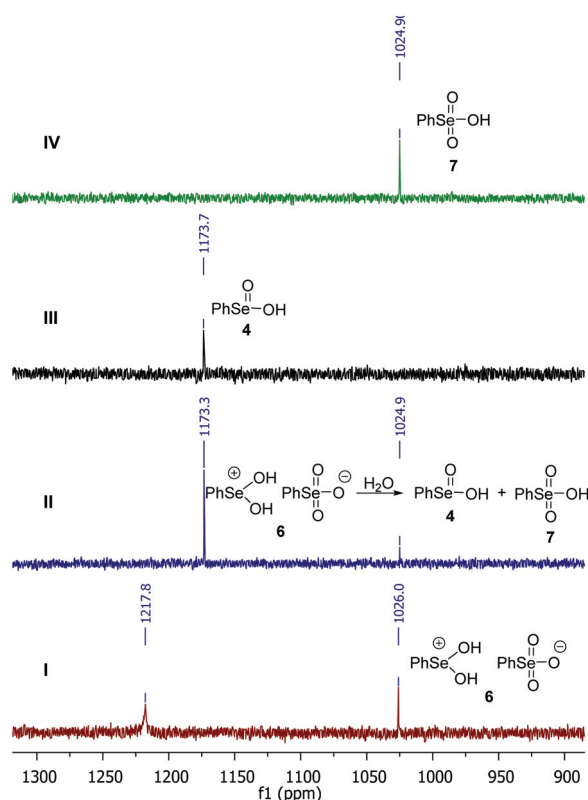 1024.90
IV
O
PhSe—OH
O
7
1173.7
III
O
PhSe—OH
4
1173.3
1024.9
II
⊕ OH
PhSe
OH
6
O ⊖
PhSe—O
O
H2O
O
PhSe—OH
4
+
O
PhSe—OH
O
7
1217.8
1026.0
I
⊕ OH
PhSe
OH
6
O ⊖
PhSe—O
O
1300 1250 1200 1150 1100 1050 1000 950 900
f1 (ppm)